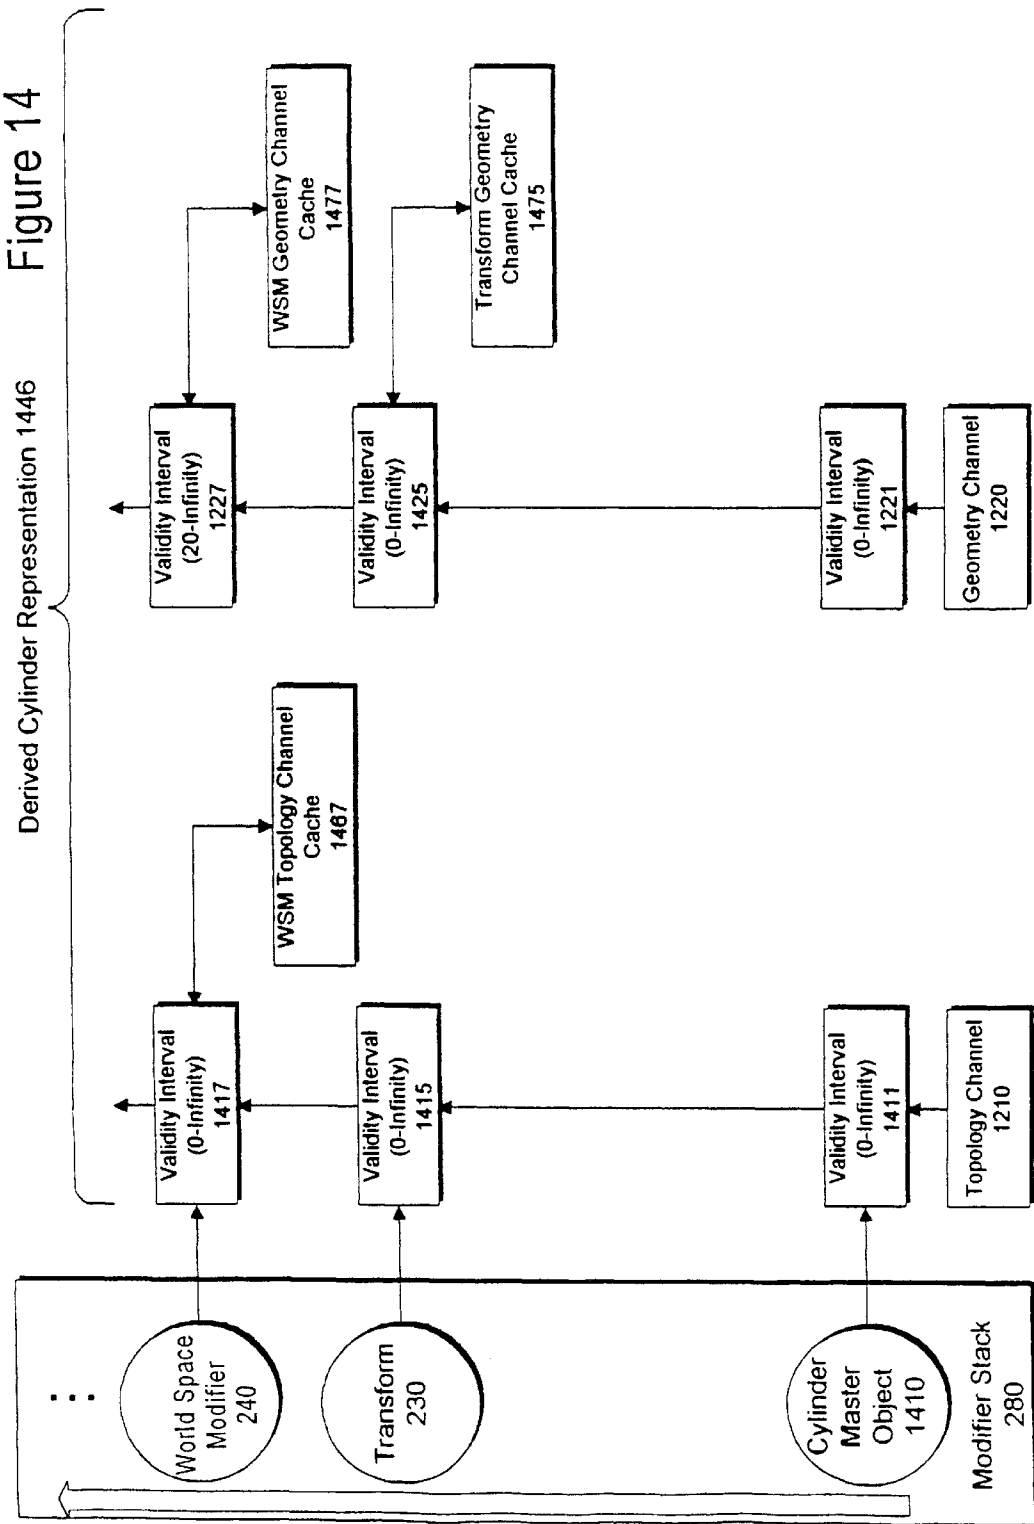 Figure 14
Derived Cylinder Representation 1446
⋮
World Space
Modifier
240
Validity Interval
(0-Infinity)
1417
WSM Topology Channel
Cache
1467
Validity Interval
(20-Infinity)
1227
WSM Geometry Channel
Cache
1477
Transform
230
Validity Interval
(0-Infinity)
1415
Validity Interval
(0-Infinity)
1425
Transform Geometry
Channel Cache
1475
Cylinder
Master
Object
1410
Validity Interval
(0-Infinity)
1411
Validity Interval
(0-Infinity)
1221
Modifier Stack
280
Topology Channel
1210
Geometry Channel
1220